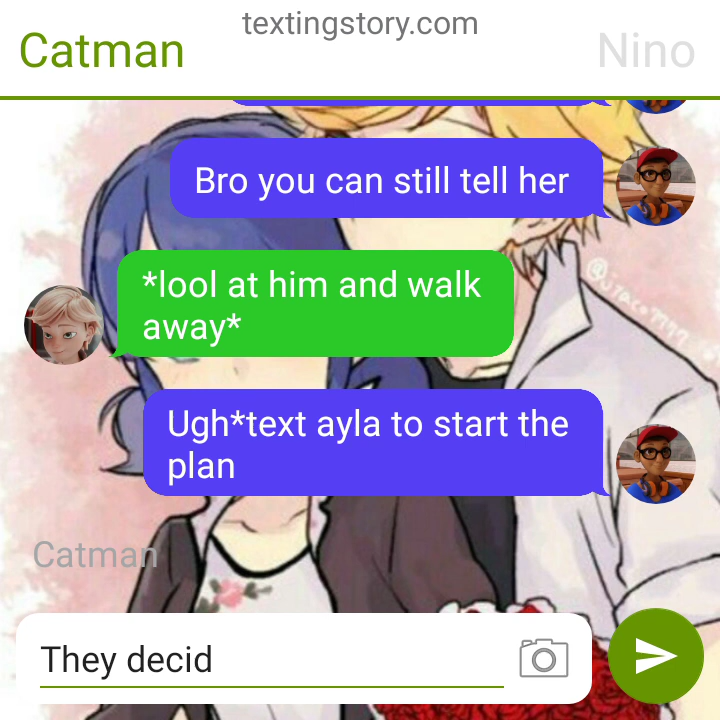 textingstory.com
Catman
Nino
Bro you can still tell her
*lool at him and walk
away*
Ugh*text ayla to start the
plan
Catman
They decid